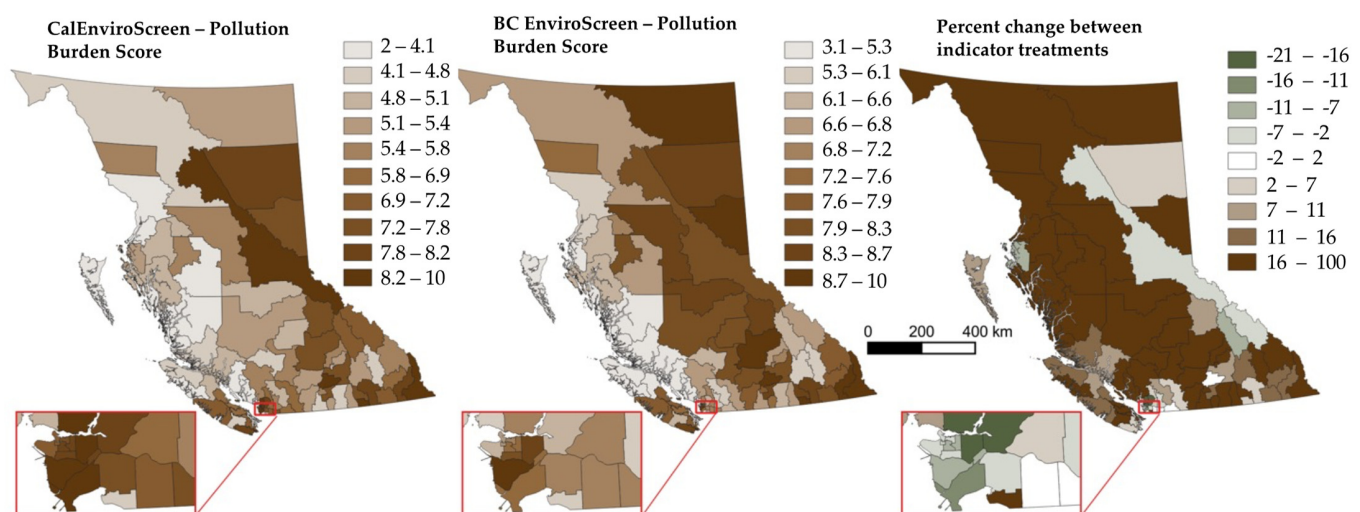 CalEnviroScreen – Pollution
Burden Score
2 – 4.1
4.1 – 4.8
4.8 – 5.1
5.1 – 5.4
5.4 – 5.8
5.8 – 6.9
6.9 – 7.2
7.2 – 7.8
7.8 – 8.2
8.2 – 10
BC EnviroScreen – Pollution
Burden Score
3.1 – 5.3
5.3 – 6.1
6.1 – 6.6
6.6 – 6.8
6.8 – 7.2
7.2 – 7.6
7.6 – 7.9
7.9 – 8.3
8.3 – 8.7
8.7 – 10
Percent change between
indicator treatments
-21 – -16
-16 – -11
-11 – -7
-7 – -2
-2 – 2
2 – 7
7 – 11
11 – 16
16 – 100
0 200 400 km